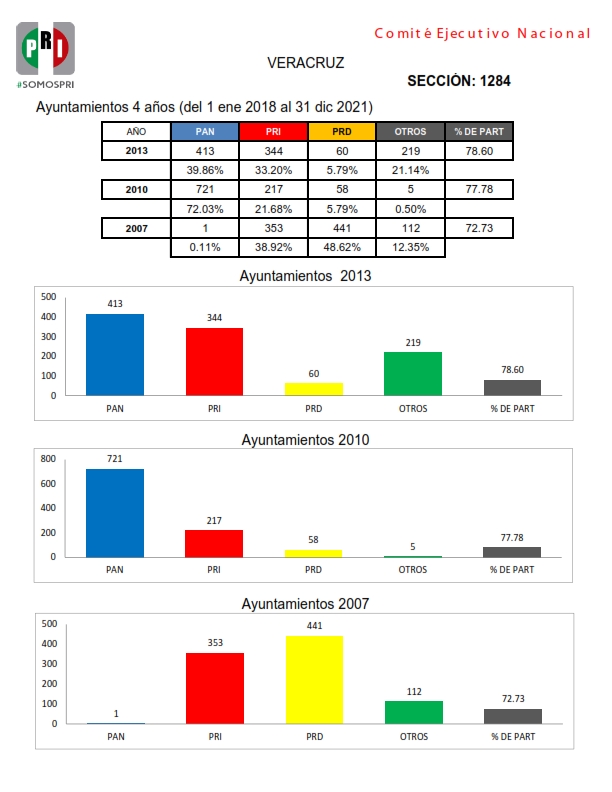 Comité Ejecutivo Nacional
PRI
#SOMOSPRI
VERACRUZ
SECCIÓN: 1284
Ayuntamientos 4 años (del 1 ene 2018 al 31 dic 2021)
AÑO PAN PRI PRD OTROS % DE PART
2013 413 344 60 219 78.60
39.86% 33.20% 5.79% 21.14%
2010 721 217 58 5 77.78
72.03% 21.68% 5.79% 0.50%
2007 1 353 441 112 72.73
0.11% 38.92% 48.62% 12.35%
Ayuntamientos 2013
500
400
300
200
100
0
413 344 60 219 78.60
PAN PRI PRD OTROS % DE PART
Ayuntamientos 2010
800
600
400
200
0
721 217 58 5 77.78
PAN PRI PRD OTROS % DE PART
Ayuntamientos 2007
500
400
300
200
100
0
1 353 441 112 72.73
PAN PRI PRD OTROS % DE PART